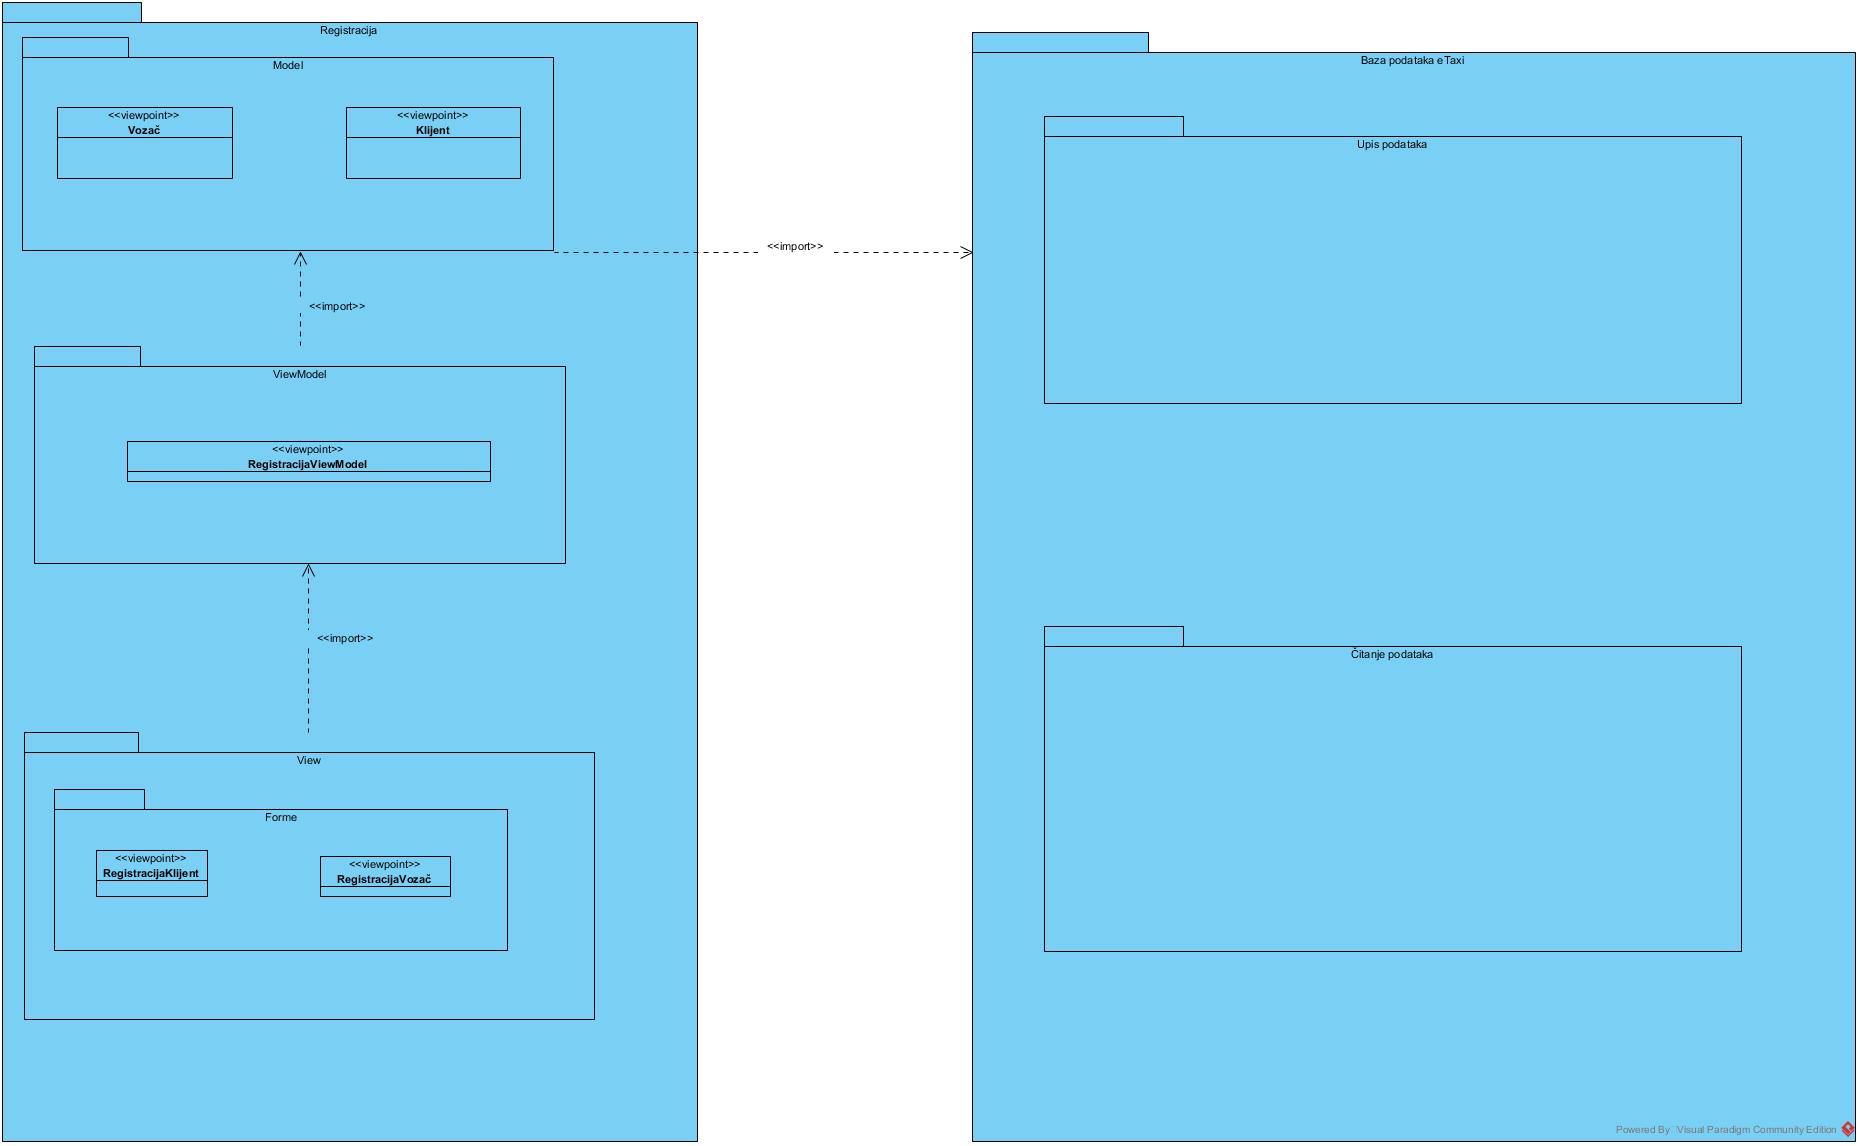 Registracija
Model
<<viewpoint>>
Vozač
<<viewpoint>>
Klijent
<<import>>
ViewModel
<<viewpoint>>
RegistracijaViewModel
<<import>>
View
Forme
<<viewpoint>>
RegistracijaKlijent
<<viewpoint>>
RegistracijaVozač
<<import>>
Baza podataka eTaxi
Upis podataka
Čitanje podataka
Powered By Visual Paradigm Community Edition